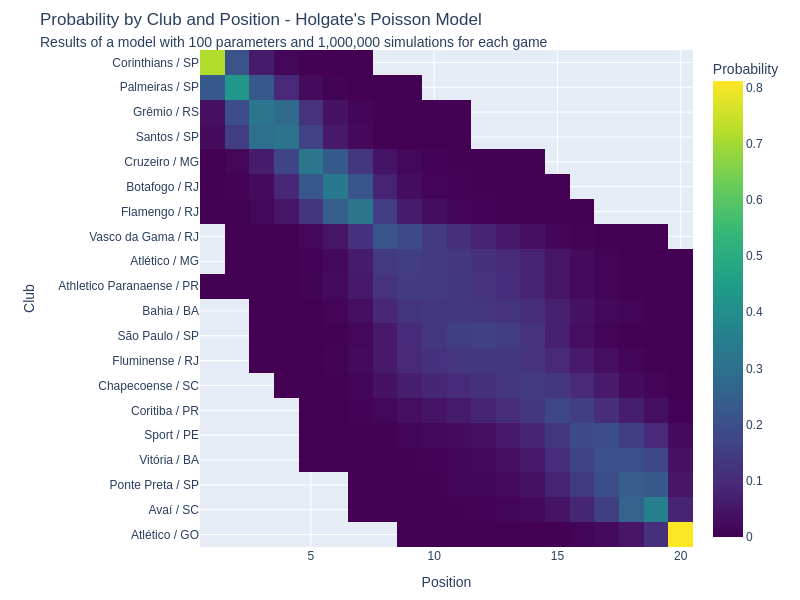 Probability by Club and Position - Holgate's Poisson Model
Results of a model with 100 parameters and 1,000,000 simulations for each game
Probability
Corinthians / SP
Palmeiras / SP
Grêmio / RS
Santos / SP
Cruzeiro / MG
Botafogo / RJ
Flamengo / RJ
Vasco da Gama / RJ
Atlético / MG
Athletico Paranaense / PR
Bahia / BA
São Paulo / SP
Fluminense / RJ
Chapecoense / SC
Coritiba / PR
Sport / PE
Vitória / BA
Ponte Preta / SP
Avaí / SC
Atlético / GO
Club
5
10
15
20
Position
0.8
0.7
0.6
0.5
0.4
0.3
0.2
0.1
0